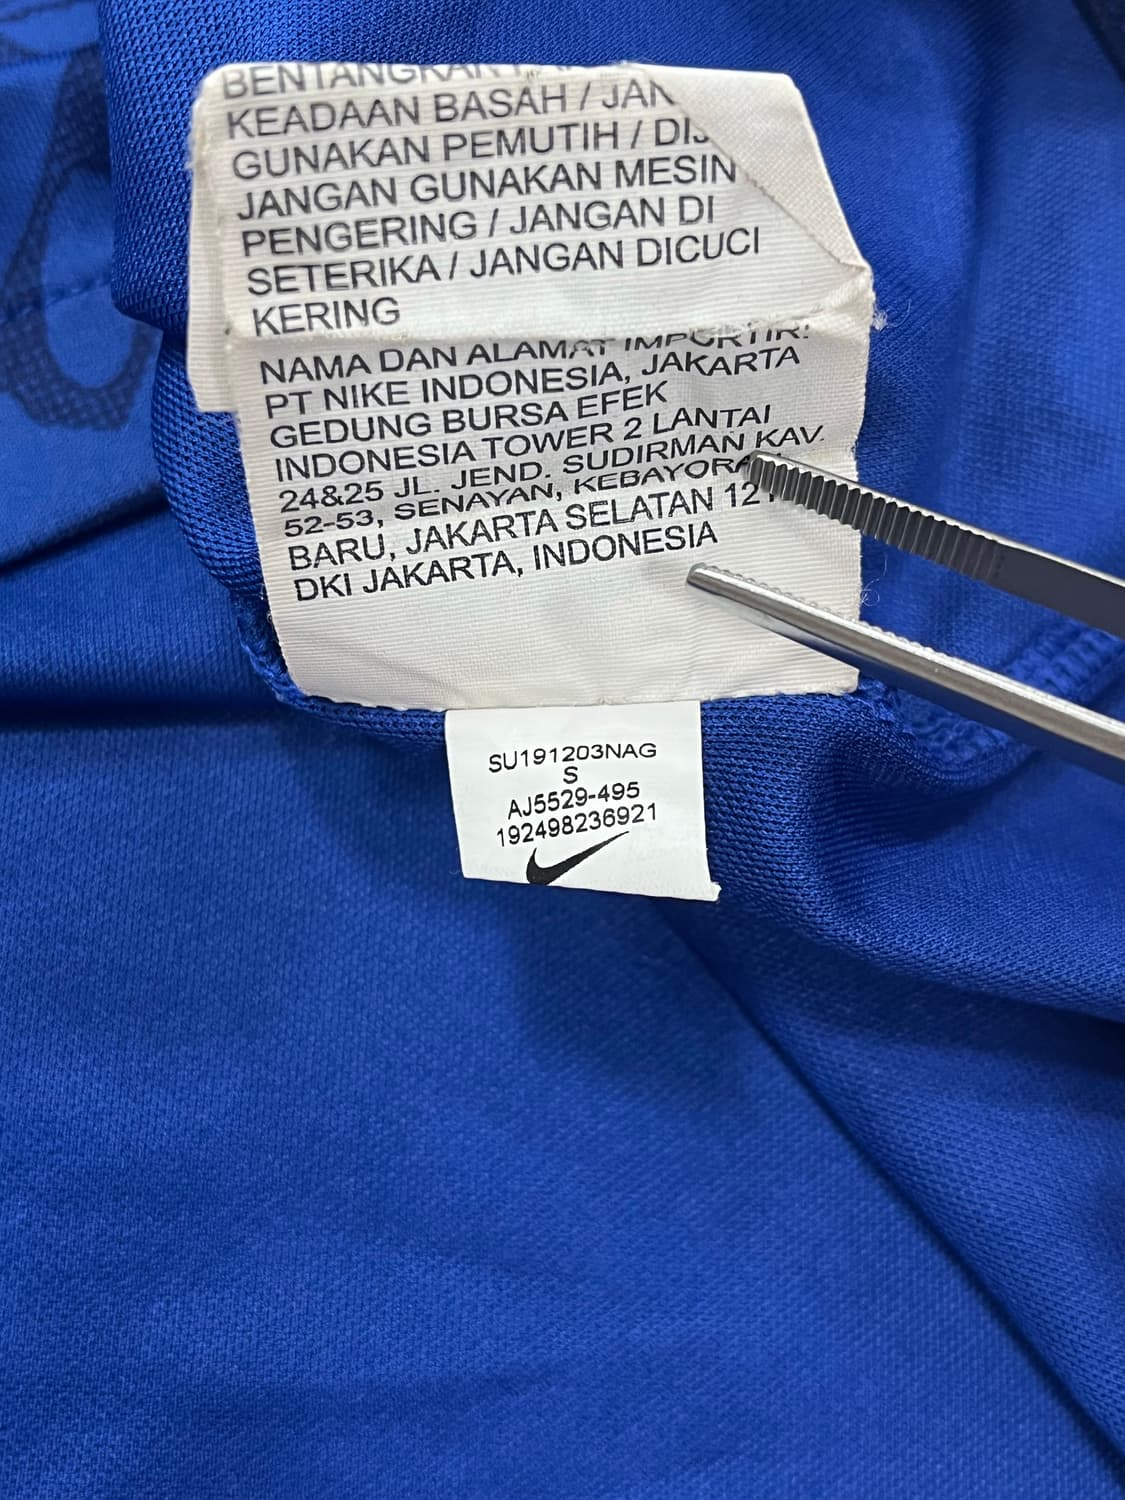 BENTANGKAN
KEADAAN BASAH /
GUNAKAN PEMUTIH /
JANGAN GUNAKAN MESIN
PENGERING / JANGAN DI
SETERIKA / JANGAN DICUCI
KERING
NAMA DAN ALAMAT IMPORTIR:
PT NIKE INDONESIA, JAKARTA
GEDUNG BURSA EFEK
INDONESIA TOWER 2 LANTAI
24&25 JL. JEND. SUDIRMAN KAV.
52-53, SENAYAN, KEBAYORAN
BARU, JAKARTA SELATAN
DKI JAKARTA, INDONESIA
SU191203NAG
S
AJ5529-495
192498236921